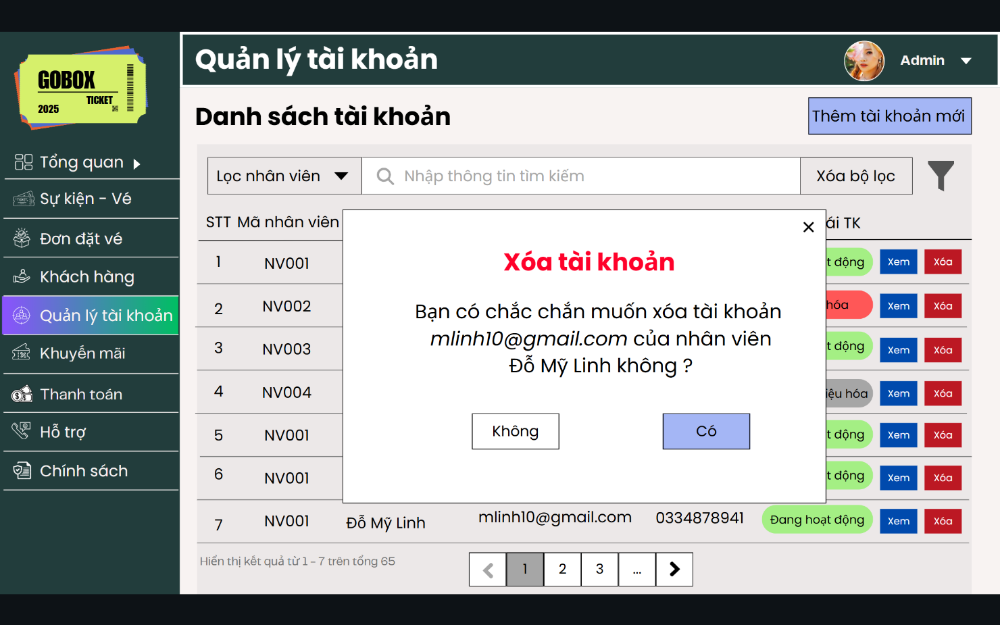 GOBOX
TICKET
2025
Quản lý tài khoản
Admin
Tổng quan
Sự kiện - Vé
Đơn đặt vé
Khách hàng
Quản lý tài khoản
Khuyến mãi
Thanh toán
Hỗ trợ
Chính sách
Danh sách tài khoản
Thêm tài khoản mới
Lọc nhân viên
Nhập thông tin tìm kiếm
Xóa bộ lọc
STT Mã nhân viên ái TK
1 NV001 t động Xem Xóa
2 NV002 hóa Xem Xóa
3 NV003 t động Xem Xóa
4 NV004 iệu hóa Xem Xóa
5 NV001 t động Xem Xóa
6 NV001 t động Xem Xóa
7 NV001 Đỗ Mỹ Linh mlinh10@gmail.com 0334878941 Đang hoạt động Xem Xóa
Xóa tài khoản
Bạn có chắc chắn muốn xóa tài khoản
mlinh10@gmail.com của nhân viên
Đỗ Mỹ Linh không ?
Không
Có
Hiển thị kết quả từ 1 - 7 trên tổng 65
1 2 3 ...